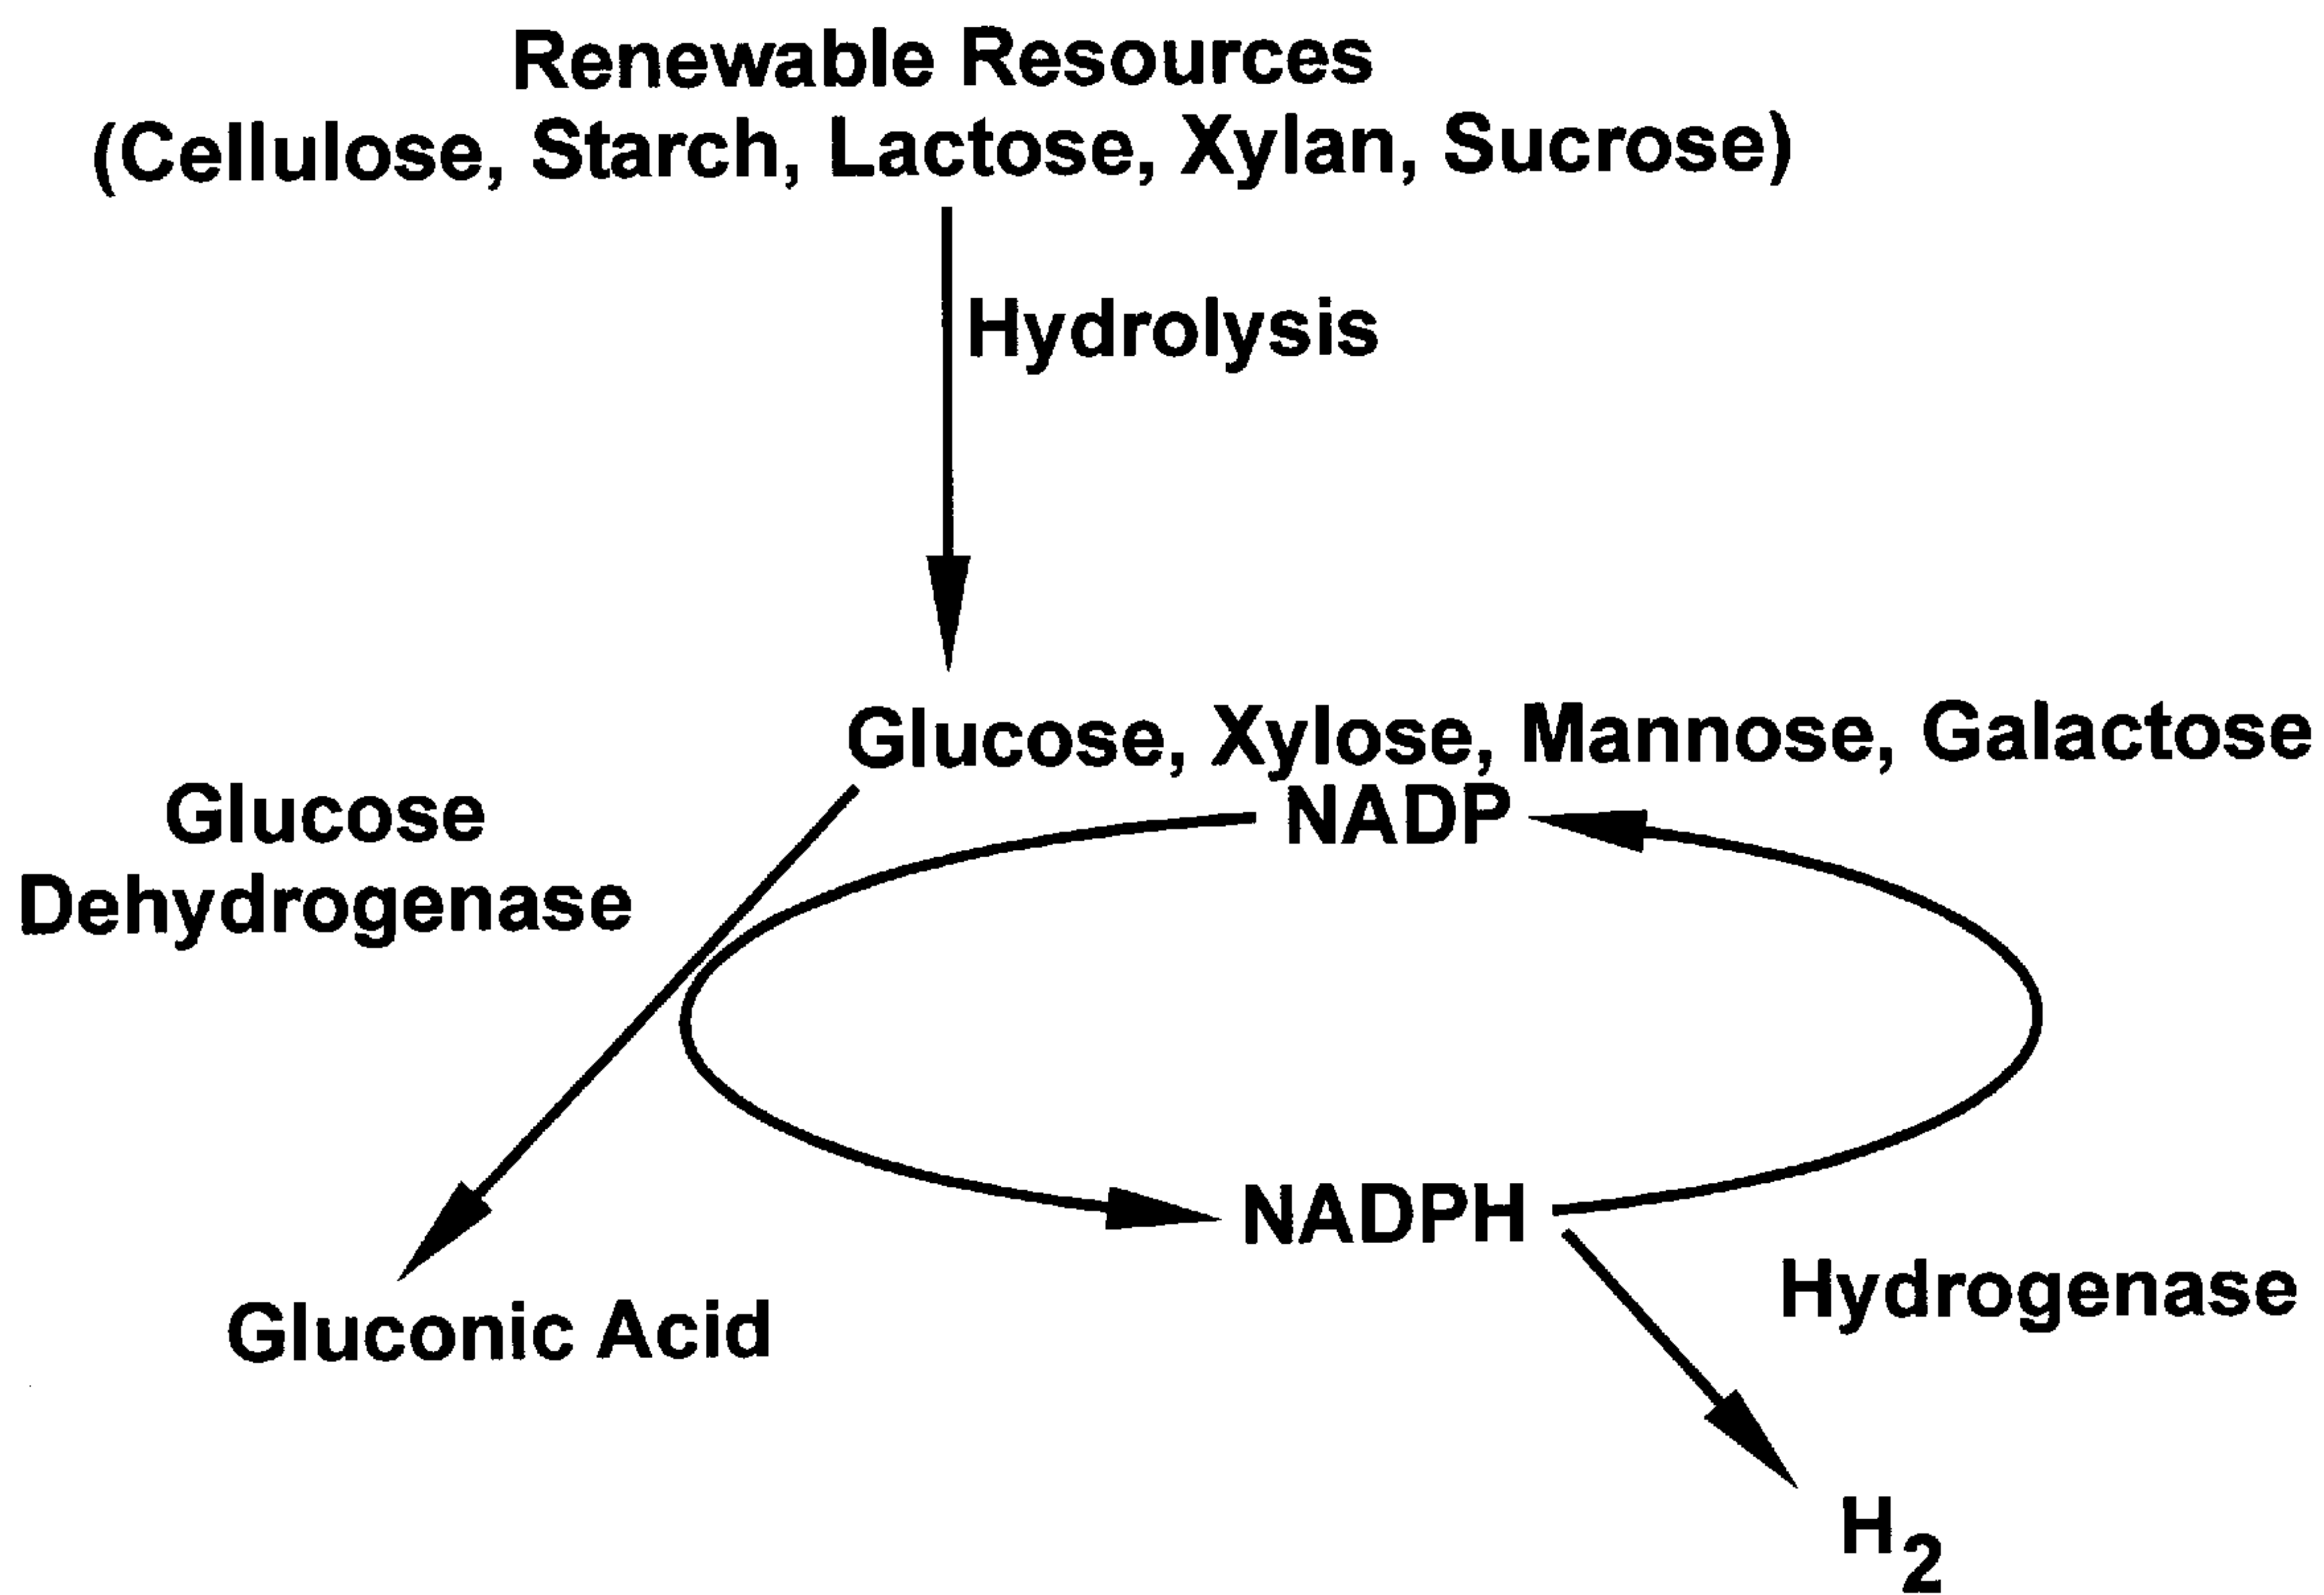 Renewable Resources
(Cellulose, Starch, Lactose, Xylan, Sucrose)
Hydrolysis
Glucose, Xylose, Mannose, Galactose
NADP
Glucose
Dehydrogenase
NADPH
Hydrogenase
Gluconic Acid
H2